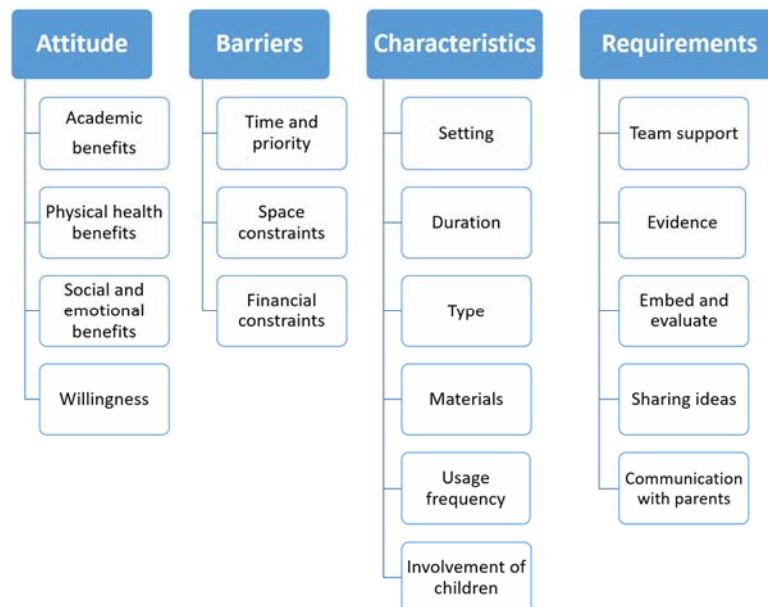 Attitude
Academic
benefits
Physical health
benefits
Social and
emotional
benefits
Willingness
Barriers
Time and
priority
Space
constraints
Financial
constraints
Characteristics
Setting
Duration
Type
Materials
Usage
frequency
Involvement of
children
Requirements
Team support
Evidence
Embed and
evaluate
Sharing ideas
Communication
with parents